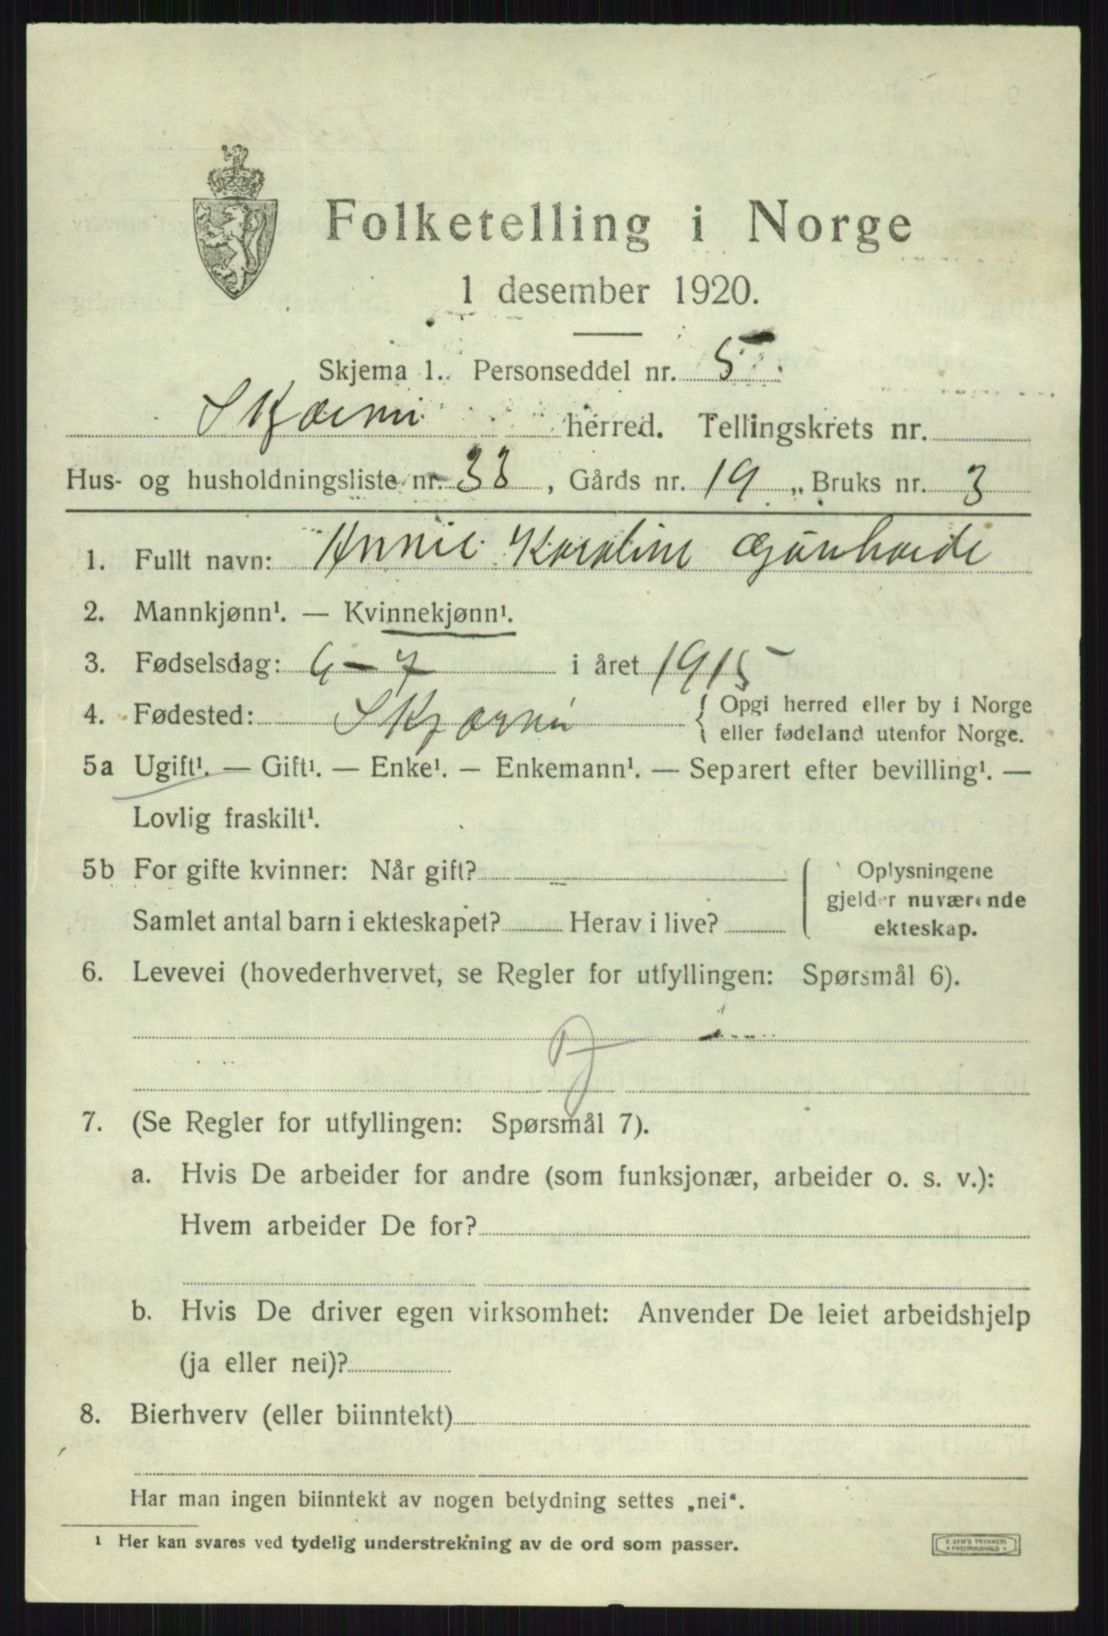 Folketelling i Norge
1 desember 1920.
Skjema 1. Personseddel nr. 5
Skjærvø herred. Tellingskrets nr.
Hus- og husholdningsliste nr. 33, Gårds nr. 19, Bruks nr. 3
1. Fullt navn: Annie Karoline
2. Mannkjønn¹. — Kvinnekjønn¹.
3. Fødselsdag: 6-7 i året 1915
4. Fødested: Skjærvø { Opgi herred eller by i Norge
eller fødeland utenfor Norge.
5a Ugift¹. — Gift¹. — Enke¹. — Enkemann¹. — Separert efter bevilling¹. —
Lovlig fraskilt¹.
5b For gifte kvinner: Når gift?
Samlet antal barn i ekteskapet? Herav i live?
Oplysningene
gjelder nuværende
ekteskap.
6. Levevei (hovederhvervet, se Regler for utfyllingen: Spørsmål 6).
7. (Se Regler for utfyllingen: Spørsmål 7).
a. Hvis De arbeider for andre (som funksjonær, arbeider o. s. v.):
Hvem arbeider De for?
b. Hvis De driver egen virksomhet: Anvender De leiet arbeidshjelp
(ja eller nei)?
8. Bierhverv (eller biinntekt)
Har man ingen biinntekt av nogen betydning settes „nei“.
¹ Her kan svares ved tydelig understrekning av de ord som passer.